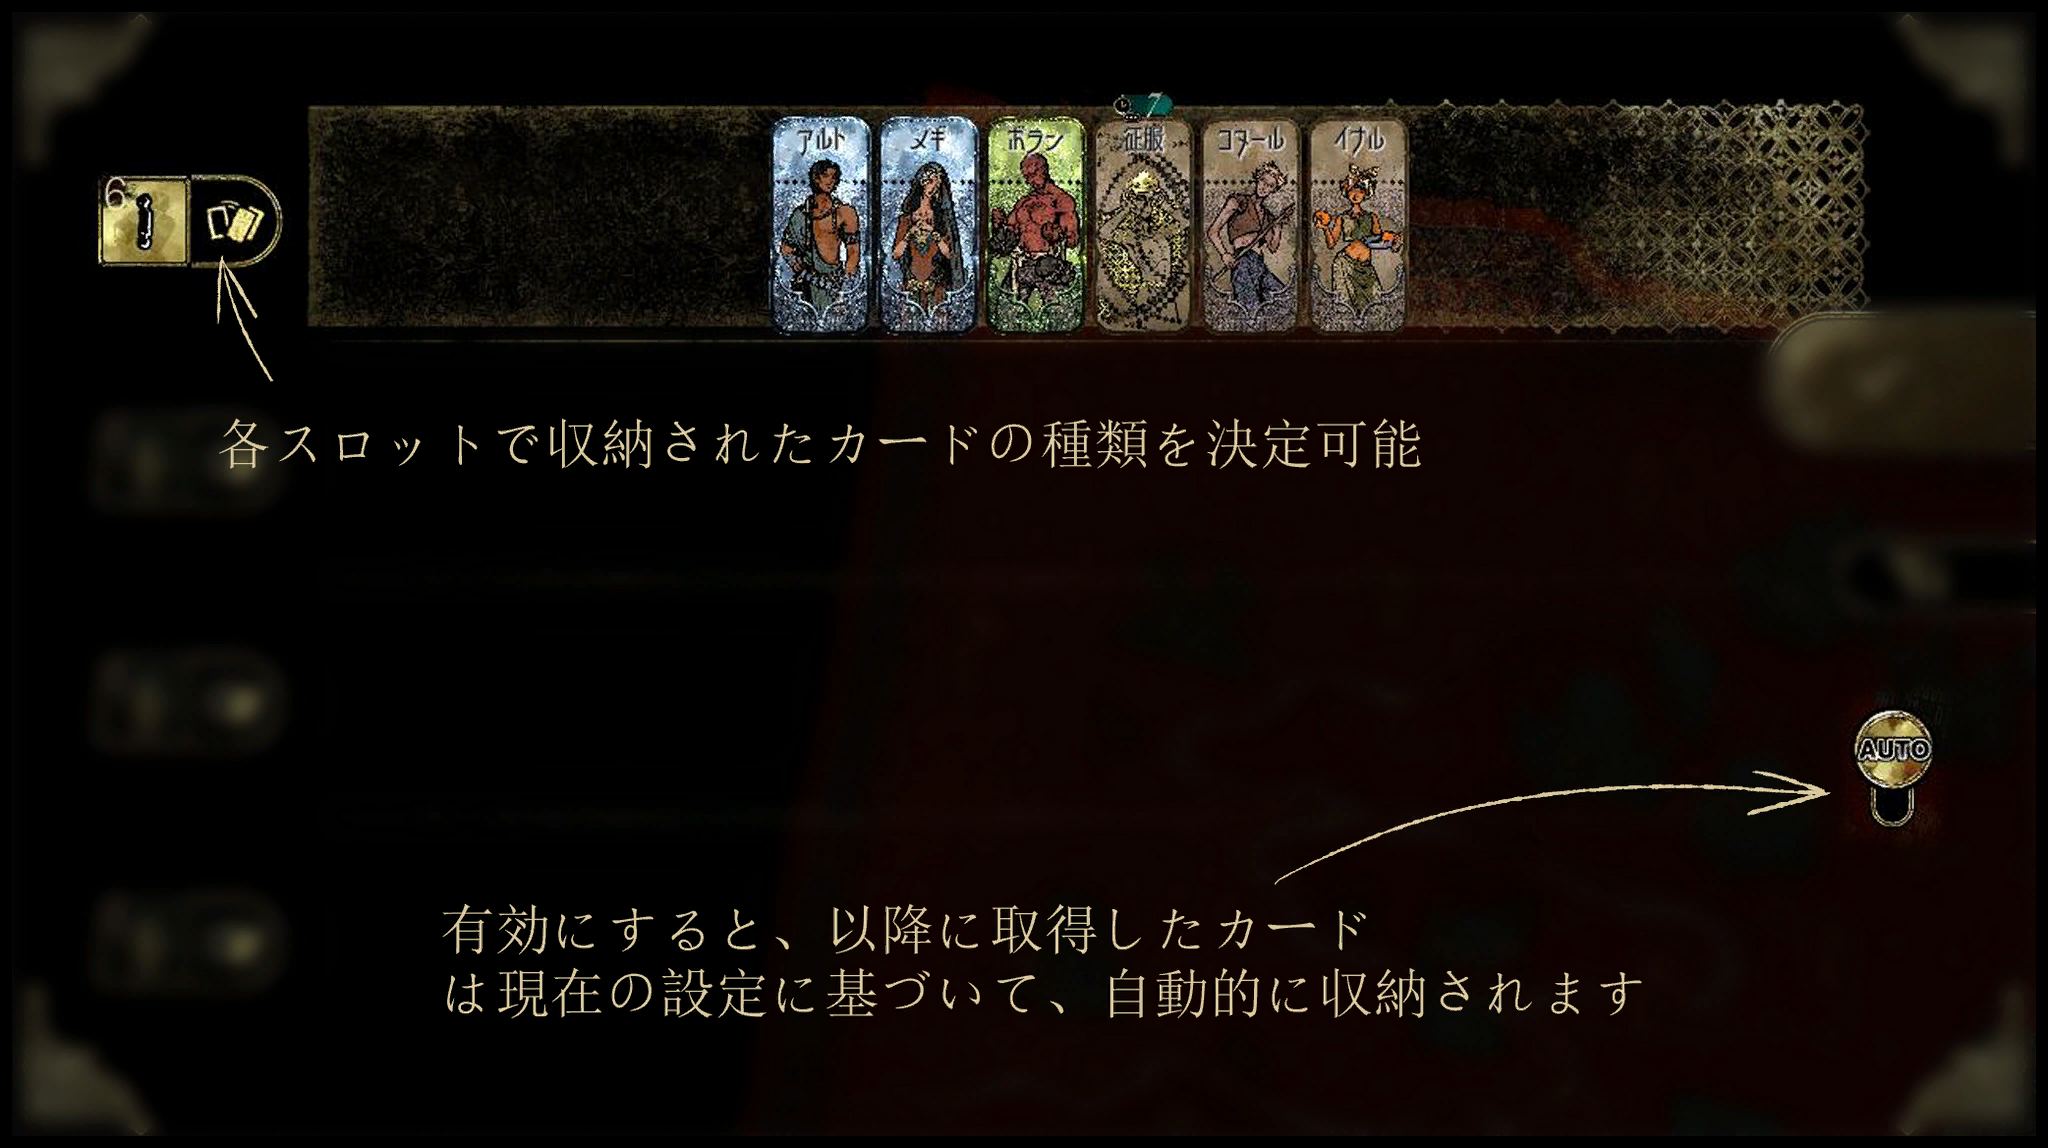 7
アルト
メギ
ボラン
征服
コヌール
イナル
6
1
各スロットで収納されたカードの種類を決定可能
AUTO
有効にすると、以降に取得したカード
は現在の設定に基づいて、自動的に収納されます